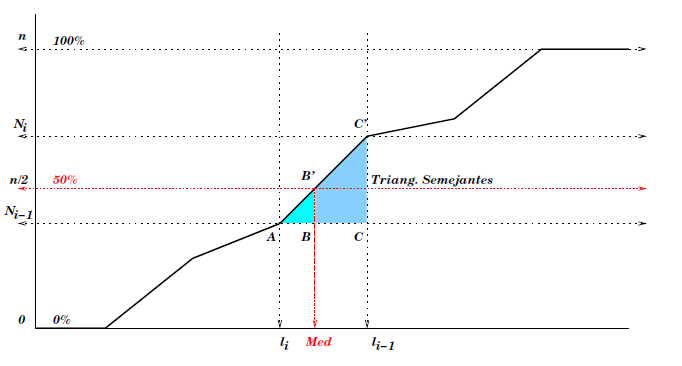 n 100%
N_i C'
B'
n/2 50% Triang. Semejantes
N_{i-1}
A B C
0 0%
l_i Med l_{i-1}